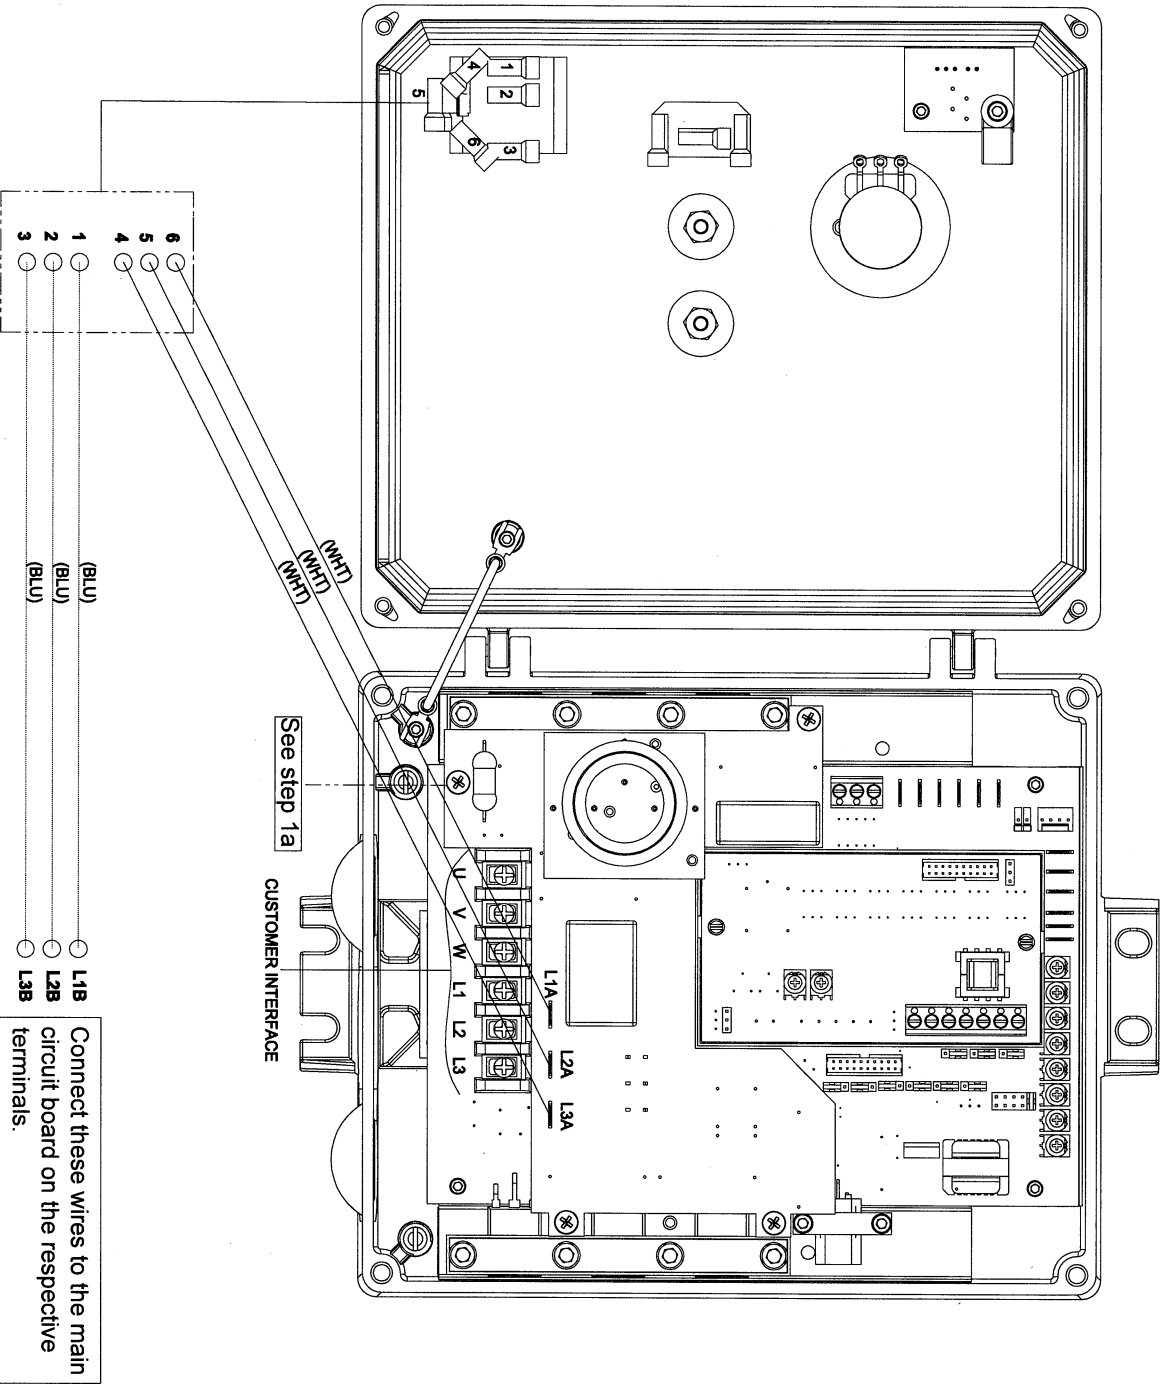 1
2
3
4
5
6
6
5
4
1
2
3
(WHT)
(WHT)
(WHT)
(BLU)
(BLU)
(BLU)
See step 1a
U
V
W
L1
L2
L3
L1A
L2A
L3A
CUSTOMER INTERFACE
L1B
L2B
L3B
Connect these wires to the main
circuit board on the respective
terminals.